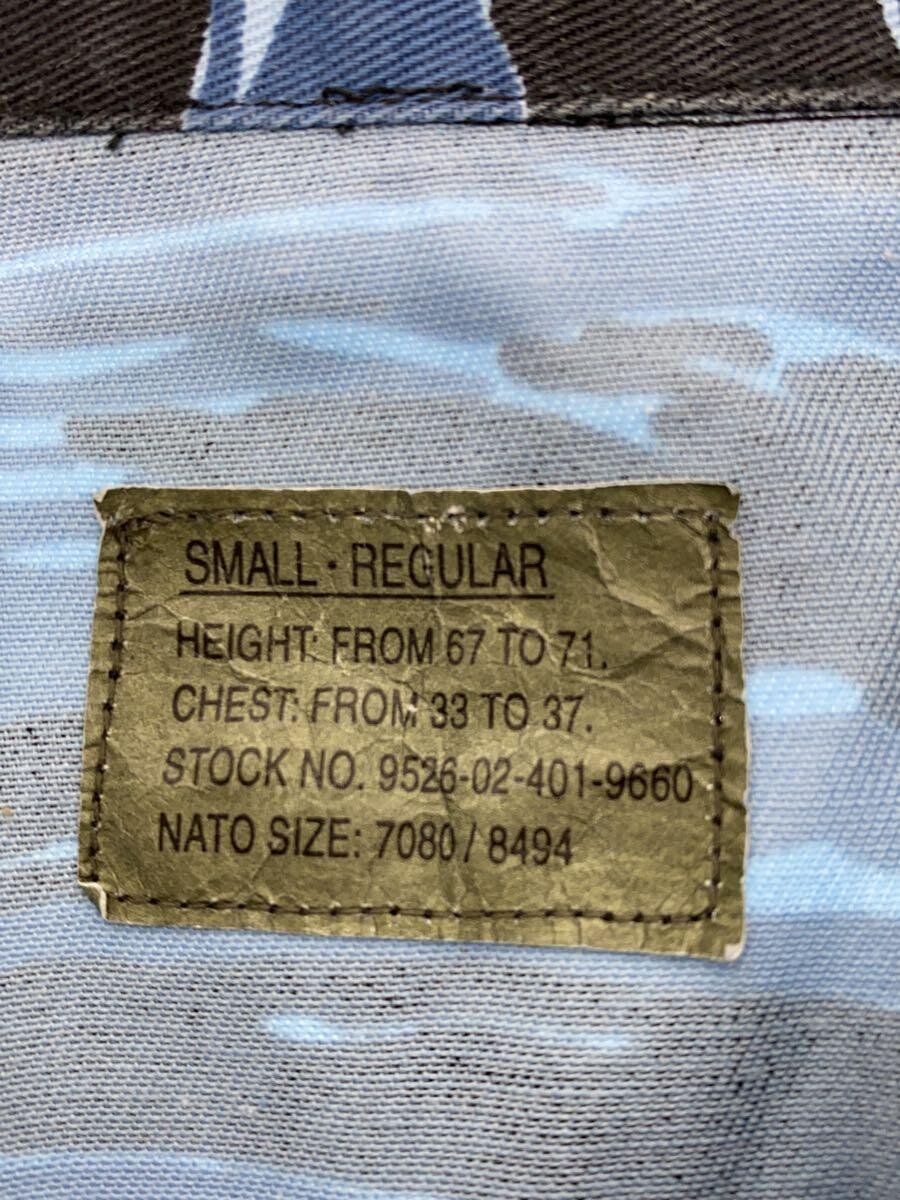 SMALL · REGULAR
HEIGHT: FROM 67 TO 71.
CHEST: FROM 33 TO 37.
STOCK NO. 9526-02-401-9660
NATO SIZE: 7080 / 8494